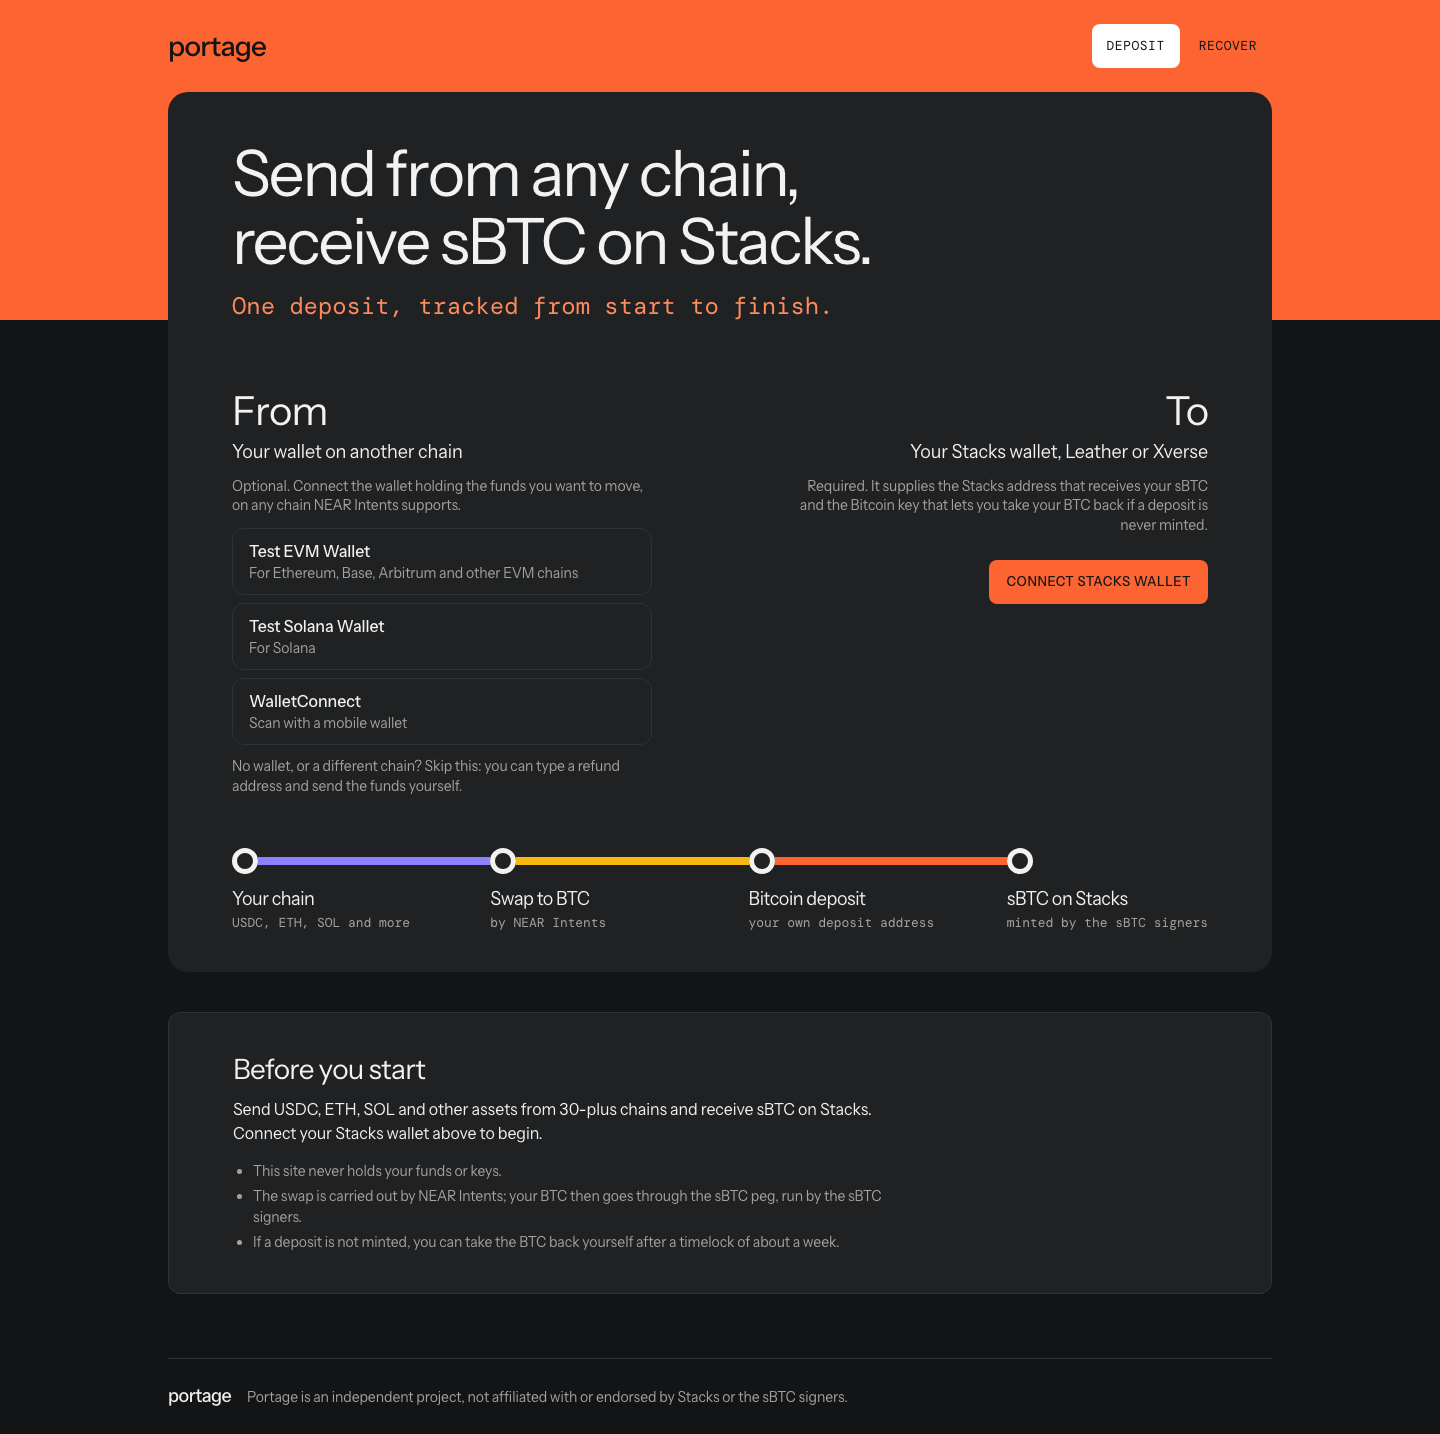 portage
DEPOSIT
RECOVER
Send from any chain,
receive sBTC on Stacks.
One deposit, tracked from start to finish.
From
Your wallet on another chain
Optional. Connect the wallet holding the funds you want to move,
on any chain NEAR Intents supports.
Test EVM Wallet
For Ethereum, Base, Arbitrum and other EVM chains
Test Solana Wallet
For Solana
WalletConnect
Scan with a mobile wallet
No wallet, or a different chain? Skip this: you can type a refund
address and send the funds yourself.
To
Your Stacks wallet, Leather or Xverse
Required. It supplies the Stacks address that receives your sBTC
and the Bitcoin key that lets you take your BTC back if a deposit is
never minted.
CONNECT STACKS WALLET
Your chain
USDC, ETH, SOL and more
Swap to BTC
by NEAR Intents
Bitcoin deposit
your own deposit address
sBTC on Stacks
minted by the sBTC signers
Before you start
Send USDC, ETH, SOL and other assets from 30-plus chains and receive sBTC on Stacks.
Connect your Stacks wallet above to begin.
• This site never holds your funds or keys.
• The swap is carried out by NEAR Intents; your BTC then goes through the sBTC peg, run by the sBTC
signers.
• If a deposit is not minted, you can take the BTC back yourself after a timelock of about a week.
portage
Portage is an independent project, not affiliated with or endorsed by Stacks or the sBTC signers.